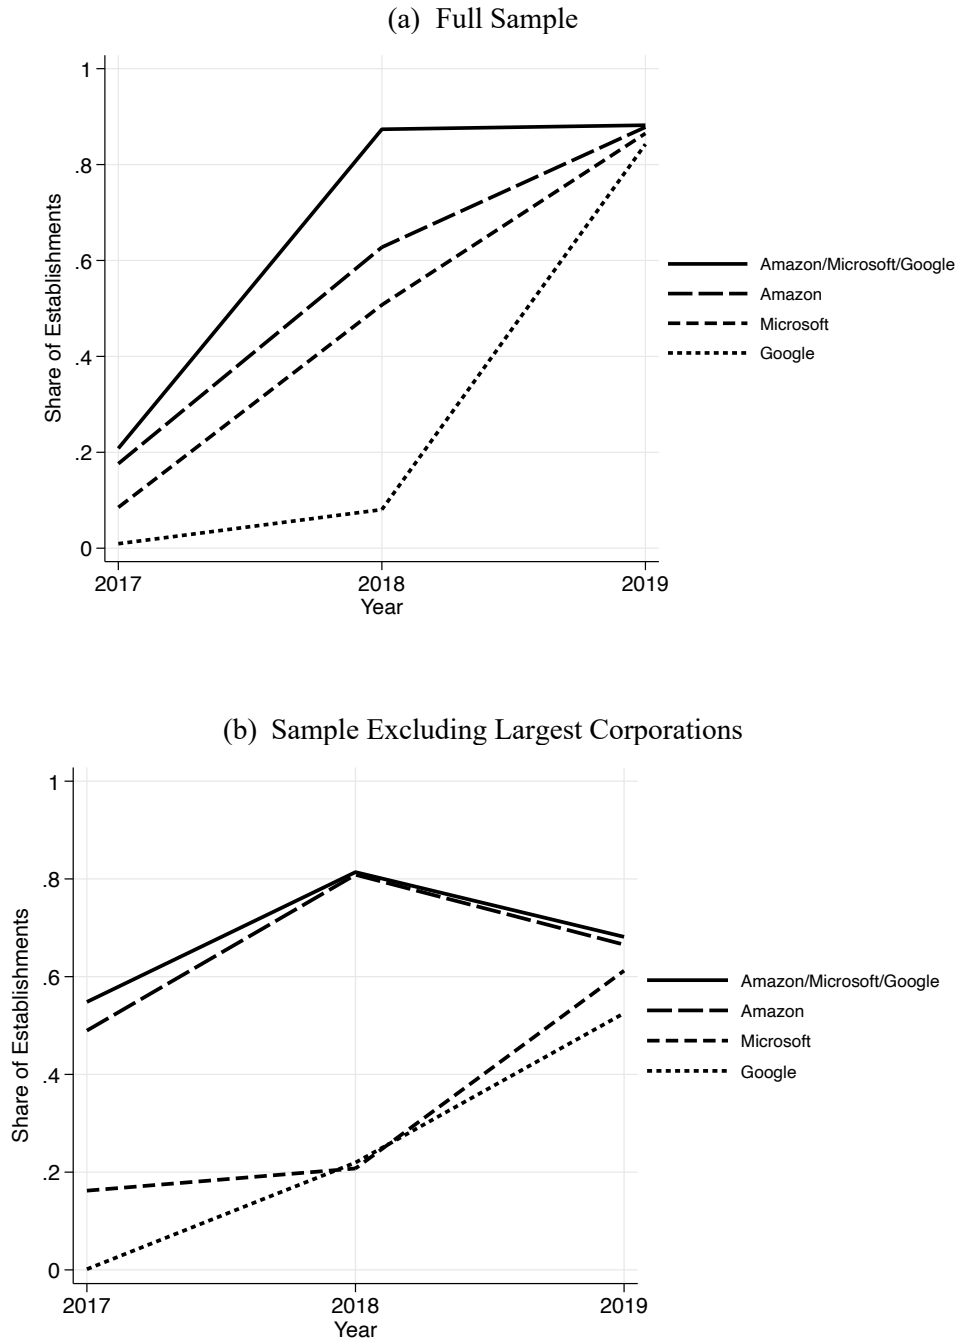 (a) Full Sample
1
.8
.6
.4
.2
0
Share of Establishments
2017
2018
2019
Year
Amazon/Microsoft/Google
Amazon
Microsoft
Google
(b) Sample Excluding Largest Corporations
1
.8
.6
.4
.2
0
Share of Establishments
2017
2018
2019
Year
Amazon/Microsoft/Google
Amazon
Microsoft
Google